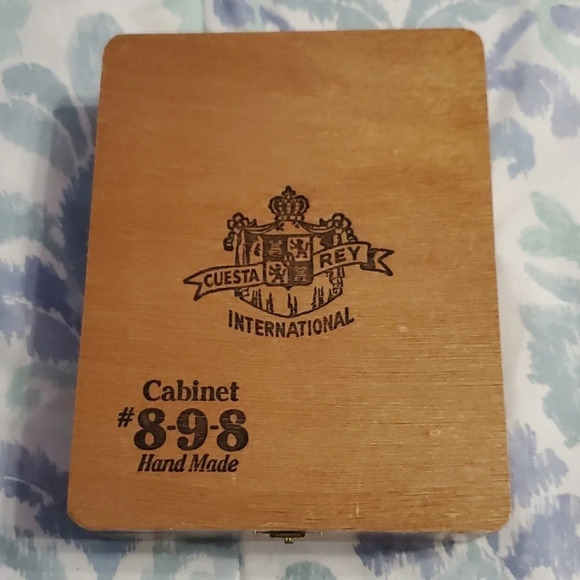 CUESTA REY
INTERNATIONAL
Cabinet
#8-9-8
Hand Made